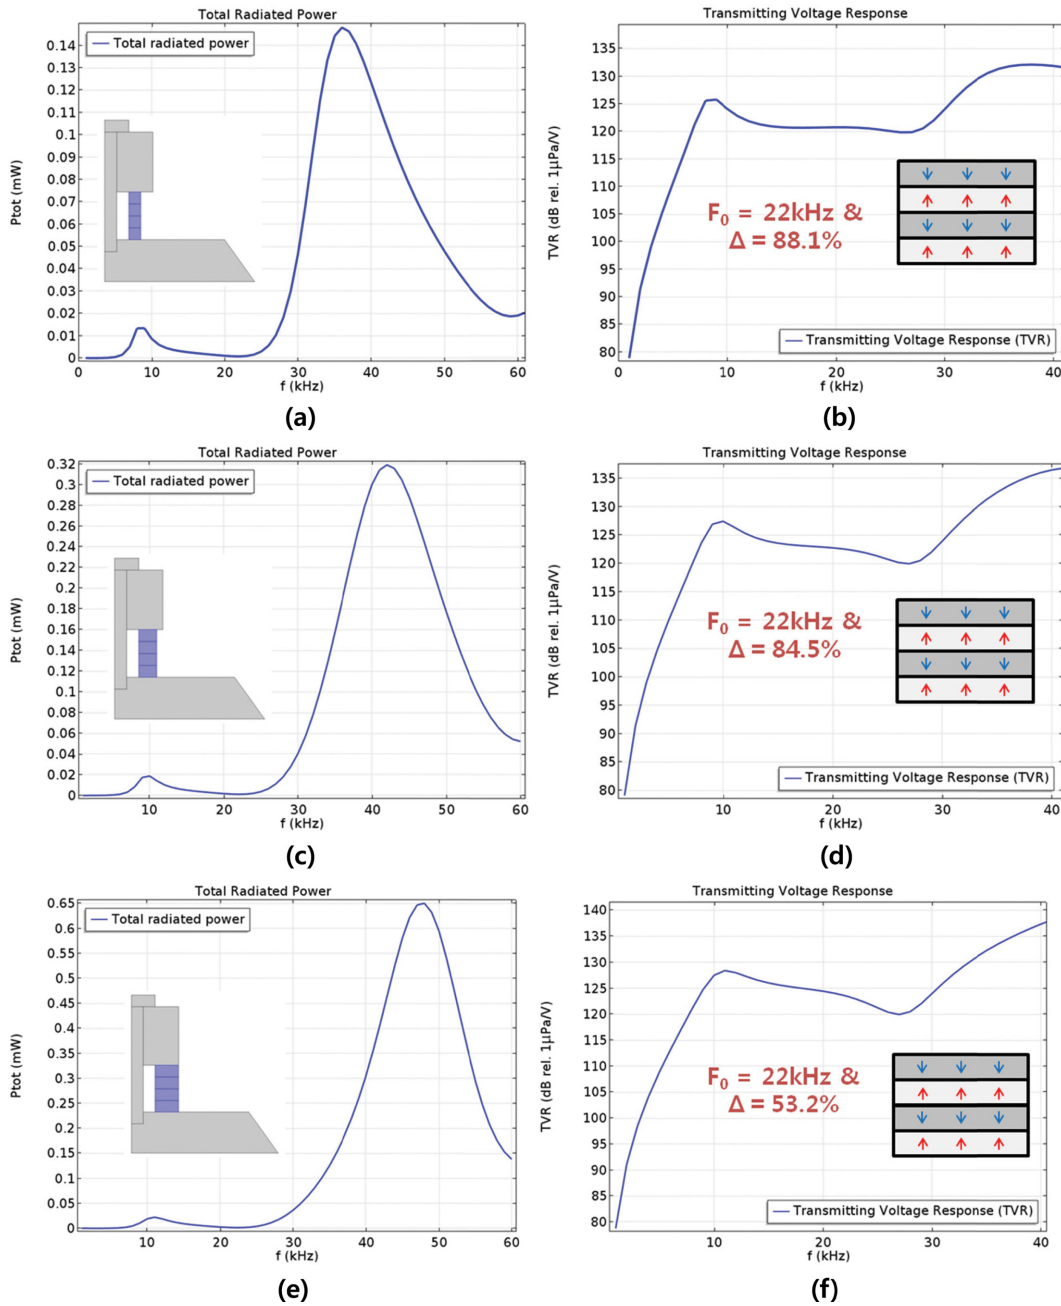 Total Radiated Power
Total radiated power
Ptot (mW)
0.14
0.13
0.12
0.11
0.1
0.09
0.08
0.07
0.06
0.05
0.04
0.03
0.02
0.01
0
0 10 20 30 40 50 60
f (kHz)
(a)
Transmitting Voltage Response
TVR (dB rel. 1μPa/V)
135
130
125
120
115
110
105
100
95
90
85
80
F0 = 22kHz &
Δ = 88.1%
Transmitting Voltage Response (TVR)
0 10 20 30 40
f (kHz)
(b)
Total Radiated Power
Total radiated power
Ptot (mW)
0.32
0.3
0.28
0.26
0.24
0.22
0.2
0.18
0.16
0.14
0.12
0.1
0.08
0.06
0.04
0.02
0
10 20 30 40 50 60
f (kHz)
(c)
Transmitting Voltage Response
TVR (dB rel. 1μPa/V)
135
130
125
120
115
110
105
100
95
90
85
80
F0 = 22kHz &
Δ = 84.5%
Transmitting Voltage Response (TVR)
10 20 30 40
f (kHz)
(d)
Total Radiated Power
Total radiated power
Ptot (mW)
0.65
0.6
0.55
0.5
0.45
0.4
0.35
0.3
0.25
0.2
0.15
0.1
0.05
0
10 20 30 40 50 60
f (kHz)
(e)
Transmitting Voltage Response
TVR (dB rel. 1μPa/V)
140
135
130
125
120
115
110
105
100
95
90
85
80
F0 = 22kHz &
Δ = 53.2%
Transmitting Voltage Response (TVR)
10 20 30 40
f (kHz)
(f)